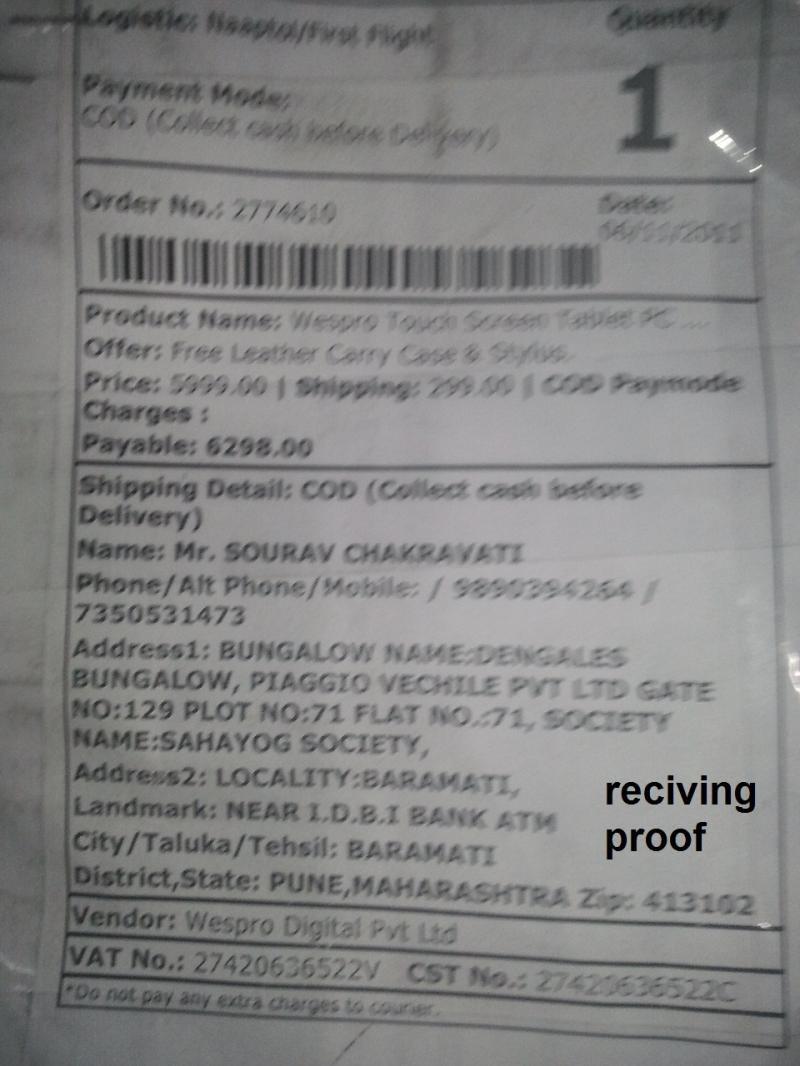 Logistic: Naaptol/First Flight
Quantity
1
Payment Mode:
COD (Collect cash before Delivery)
Order No.: 2774610
Date:
Product Name: Wespro Touch Screen Tablet PC ...
Offer: Free Leather Carry Case & Stylus.
Price: 5999.00 | Shipping: 299.00 | COD Paymode
Charges :
Payable: 6298.00
Shipping Detail: COD (Collect cash before
Delivery)
Name: Mr. SOURAV CHAKRAVATI
Phone/Alt Phone/Mobile: / 9890394264 /
7350531473
Address1: BUNGALOW NAME:DENGALES
BUNGALOW, PIAGGIO VECHILE PVT LTD GATE
NO:129 PLOT NO:71 FLAT NO.:71, SOCIETY
NAME:SAHAYOG SOCIETY,
Address2: LOCALITY:BARAMATI,
Landmark: NEAR I.D.B.I BANK ATM
City/Taluka/Tehsil: BARAMATI
District,State: PUNE,MAHARASHTRA Zip: 413102
reciving
proof
Vendor: Wespro Digital Pvt Ltd
VAT No.: 27420636522V CST No.: 27420636522C
*Do not pay any extra charges to courier.